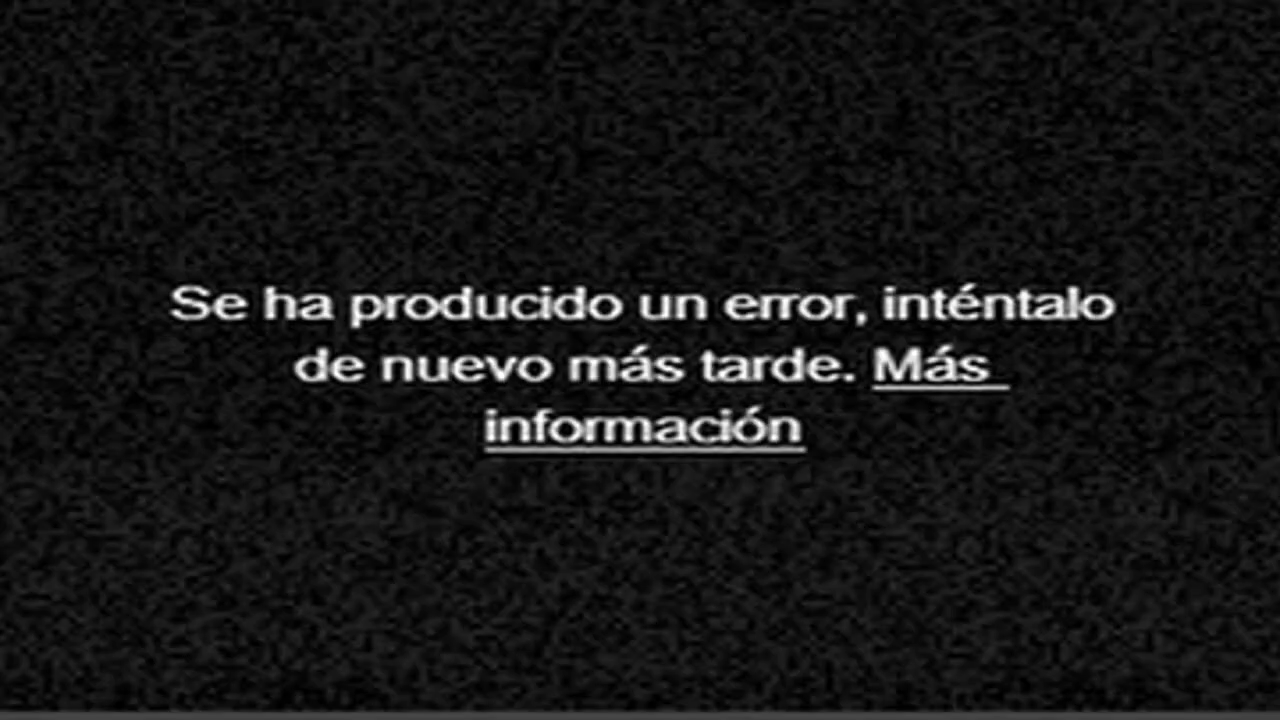 Se ha producido un error, inténtalo
de nuevo más tarde. Más
información